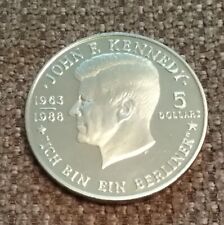 · JOHN F. KENNEDY ·
1963
1988
5
DOLLARS
★ "ICH BIN EIN BERLINER" ★